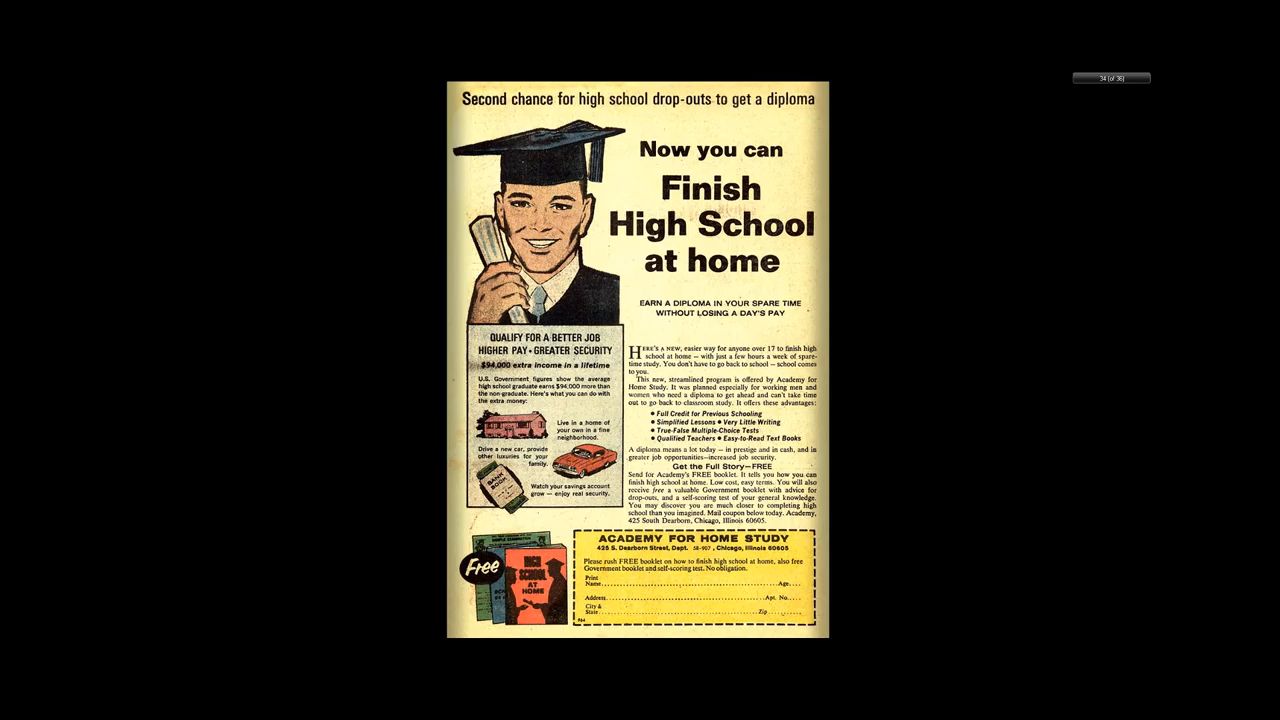 34 (of 36)
Second chance for high school drop-outs to get a diploma
Now you can
Finish
High School
at home
EARN A DIPLOMA IN YOUR SPARE TIME
WITHOUT LOSING A DAY'S PAY
QUALIFY FOR A BETTER JOB
HIGHER PAY • GREATER SECURITY
$94,000 extra income in a lifetime
U.S. Government figures show the average
high school graduate earns $94,000 more than
the non-graduate. Here's what you can do with
the extra money:
Live in a home of
your own in a fine
neighborhood.
Drive a new car, provide
other luxuries for your
family.
BANK
BOOK
Watch your savings account
grow — enjoy real security.
HERE'S A NEW, easier way for anyone over 17 to finish high
school at home — with just a few hours a week of spare-
time study. You don't have to go back to school — school comes
to you.
This new, streamlined program is offered by Academy for
Home Study. It was planned especially for working men and
women who need a diploma to get ahead and can't take time
out to go back to classroom study. It offers these advantages:
• Full Credit for Previous Schooling
• Simplified Lessons • Very Little Writing
• True-False Multiple-Choice Tests
• Qualified Teachers • Easy-to-Read Text Books
A diploma means a lot today — in prestige and in cash, and in
greater job opportunities—increased job security.
Get the Full Story—FREE
Send for Academy's FREE booklet. It tells you how you can
finish high school at home. Low cost, easy terms. You will also
receive free a valuable Government booklet with advice for
drop-outs, and a self-scoring test of your general knowledge.
You may discover you are much closer to completing high
school than you imagined. Mail coupon below today. Academy,
425 South Dearborn, Chicago, Illinois 60605.
Free
HIGH
SCHOOL
AT
HOME
ACADEMY FOR HOME STUDY
425 S. Dearborn Street, Dept. 58-907, Chicago, Illinois 60605
Please rush FREE booklet on how to finish high school at home, also free
Government booklet and self-scoring test. No obligation.
Print
Name Age
Address Apt. No.
City &
State Zip